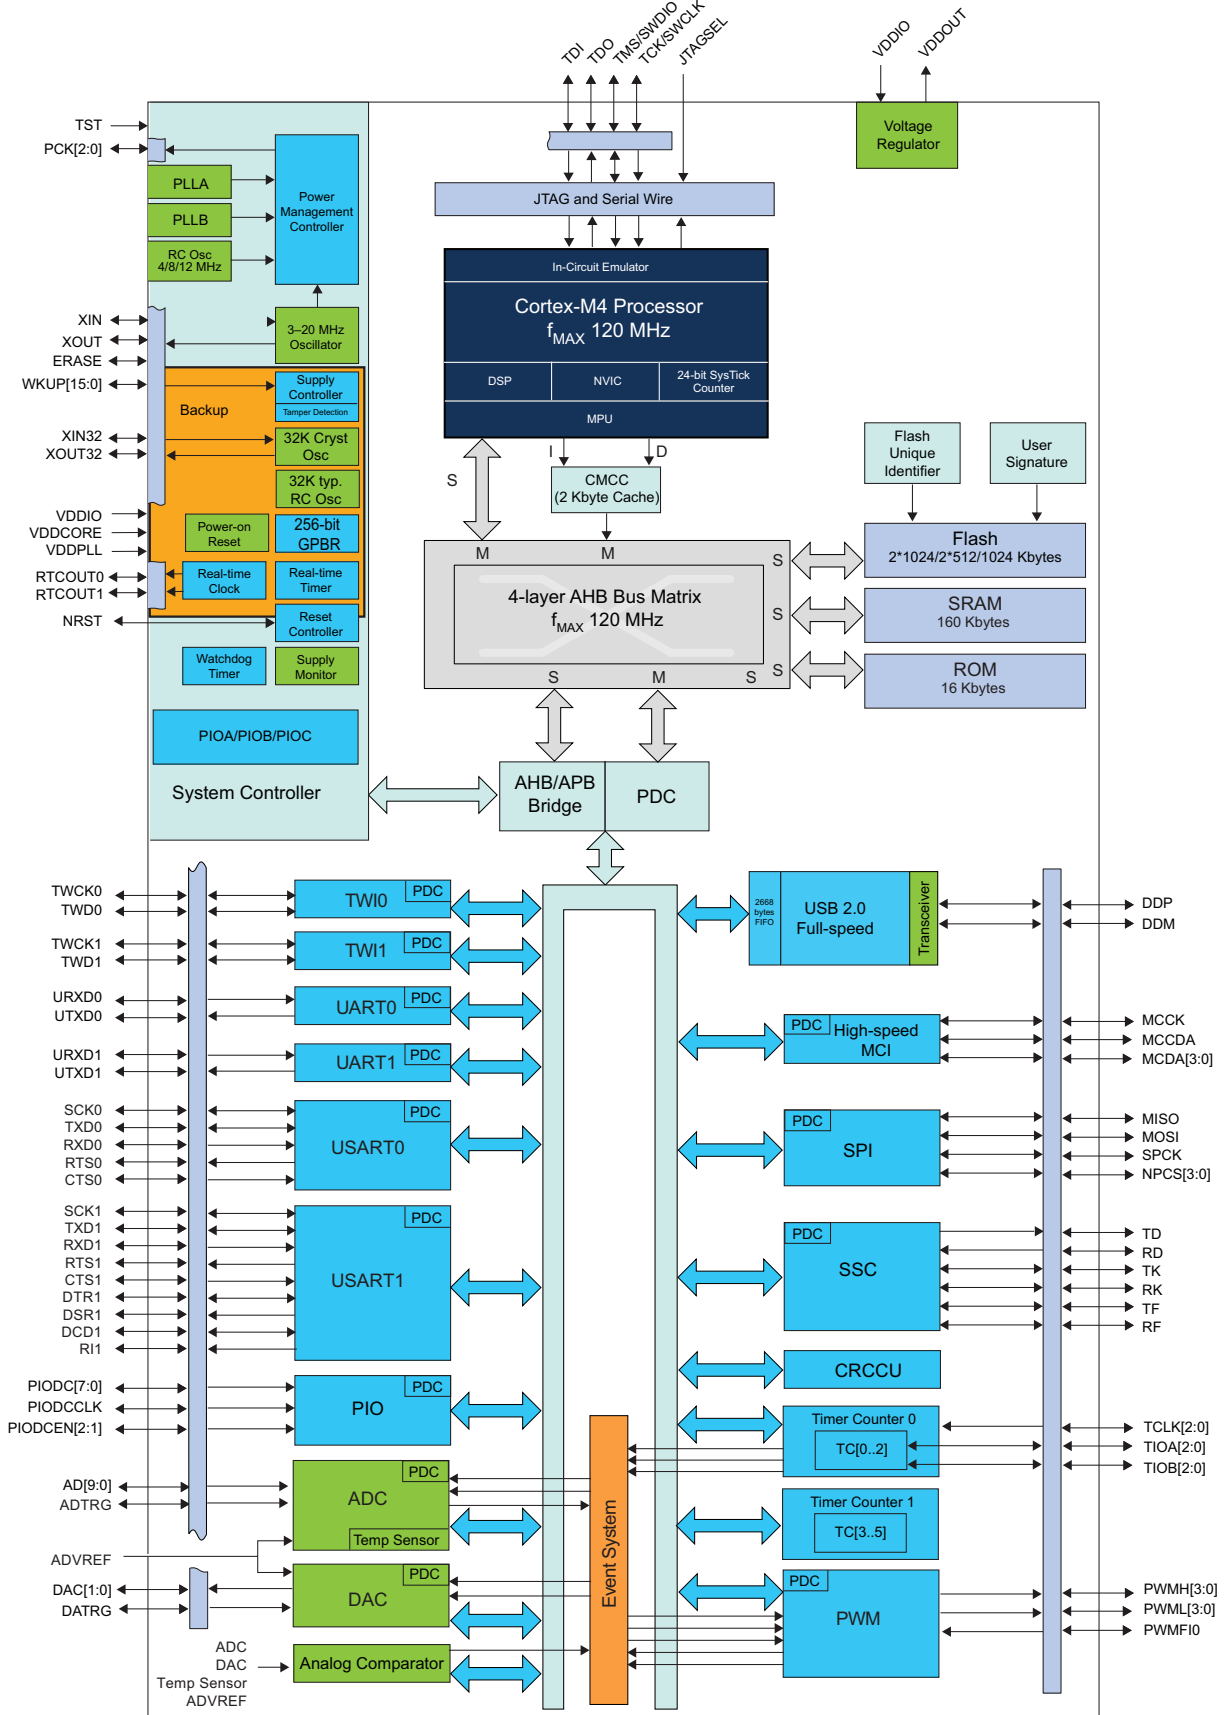 TDI
TDO
TMS/SWDIO
TCK/SWCLK
JTAGSEL
VDDIO
VDDOUT
Voltage
Regulator
TST
PCK[2:0]
PLLA
PLLB
RC Osc
4/8/12 MHz
Power
Management
Controller
JTAG and Serial Wire
In-Circuit Emulator
Cortex-M4 Processor
fMAX 120 MHz
DSP
NVIC
24-bit SysTick
Counter
MPU
XIN
XOUT
ERASE
WKUP[15:0]
3–20 MHz
Oscillator
Backup
Supply
Controller
Tamper Detection
XIN32
XOUT32
32K Cryst
Osc
32K typ.
RC Osc
VDDIO
VDDCORE
VDDPLL
Power-on
Reset
256-bit
GPBR
RTCOUT0
RTCOUT1
Real-time
Clock
Real-time
Timer
NRST
Reset
Controller
Watchdog
Timer
Supply
Monitor
PIOA/PIOB/PIOC
System Controller
S
I
D
CMCC
(2 Kbyte Cache)
Flash
Unique
Identifier
User
Signature
M
M
S
S
S
4-layer AHB Bus Matrix
fMAX 120 MHz
S
M
S
Flash
2*1024/2*512/1024 Kbytes
SRAM
160 Kbytes
ROM
16 Kbytes
AHB/APB
Bridge
PDC
TWCK0
TWD0
TWI0
PDC
TWCK1
TWD1
TWI1
PDC
URXD0
UTXD0
UART0
PDC
URXD1
UTXD1
UART1
PDC
SCK0
TXD0
RXD0
RTS0
CTS0
USART0
PDC
SCK1
TXD1
RXD1
RTS1
CTS1
DTR1
DSR1
DCD1
RI1
USART1
PDC
PIODC[7:0]
PIODCCLK
PIODCEN[2:1]
PIO
PDC
AD[9:0]
ADTRG
ADC
PDC
Temp Sensor
ADVREF
DAC[1:0]
DATRG
DAC
PDC
ADC
DAC
Temp Sensor
ADVREF
Analog Comparator
Event System
2668
bytes
FIFO
USB 2.0
Full-speed
Transceiver
DDP
DDM
PDC
High-speed
MCI
MCCK
MCCDA
MCDA[3:0]
PDC
SPI
MISO
MOSI
SPCK
NPCS[3:0]
PDC
SSC
TD
RD
TK
RK
TF
RF
CRCCU
Timer Counter 0
TC[0..2]
TCLK[2:0]
TIOA[2:0]
TIOB[2:0]
Timer Counter 1
TC[3..5]
PDC
PWM
PWMH[3:0]
PWML[3:0]
PWMFI0